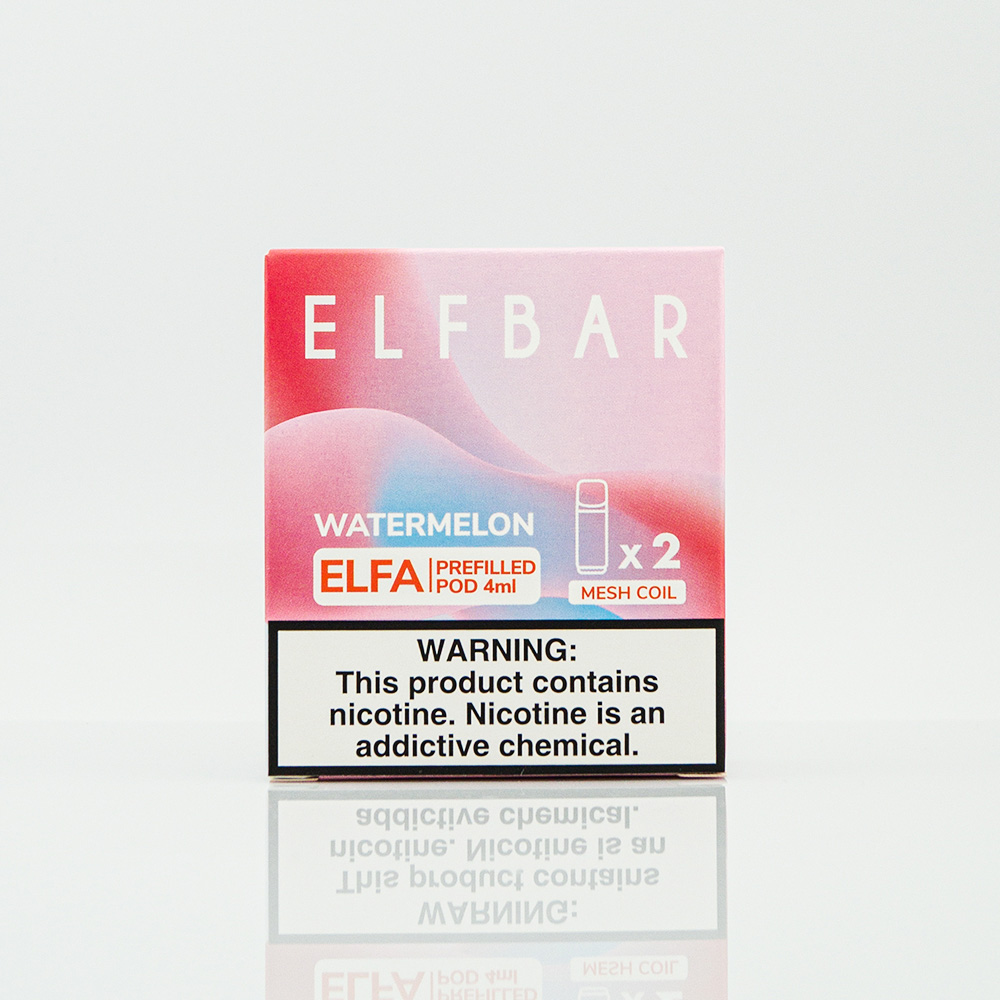 ELFBAR
WATERMELON
ELFA PREFILLED
POD 4ml
x 2
MESH COIL
WARNING:
This product contains
nicotine. Nicotine is an
addictive chemical.